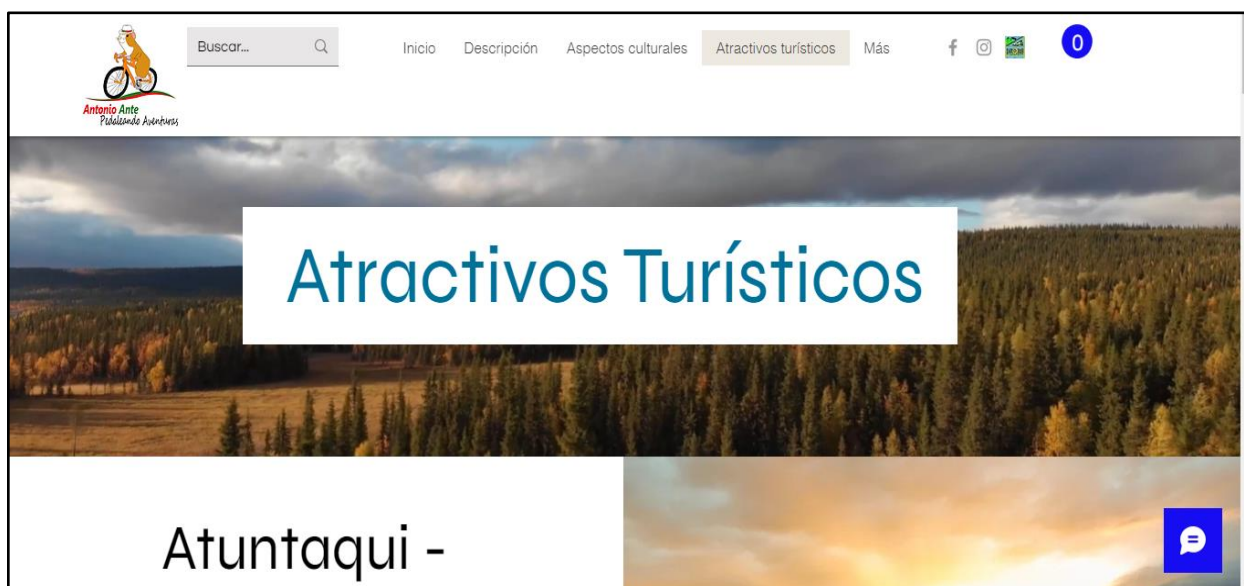 Antonio Ante
Pedaleando Aventuras
Buscar...
Inicio Descripción Aspectos culturales Atractivos turísticos Más
0
Atractivos Turísticos
Atuntaqui -